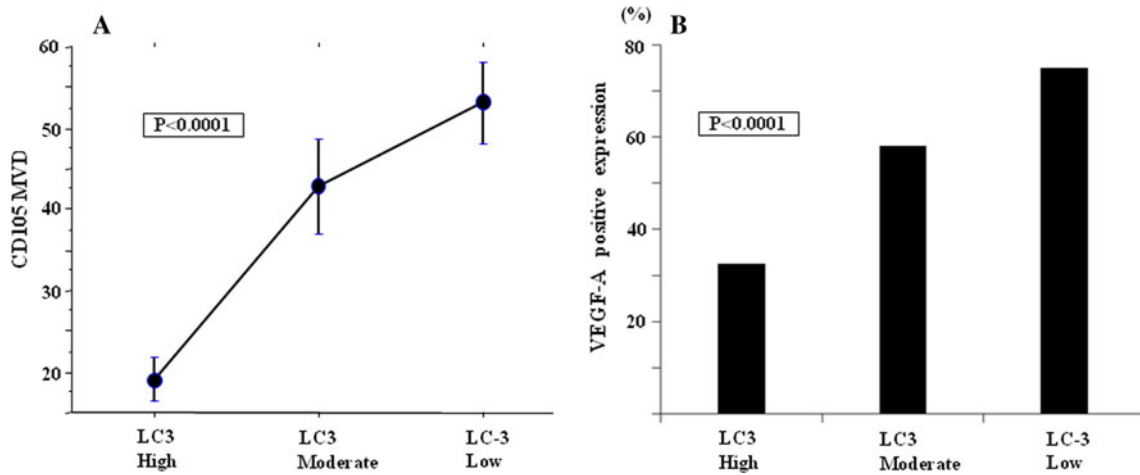 A
60
50
40
30
20
CD105 MVD
P<0.0001
LC3
High
LC3
Moderate
LC-3
Low
(%)
B
80
60
40
20
VEGF-A positive expression
P<0.0001
LC3
High
LC3
Moderate
LC-3
Low